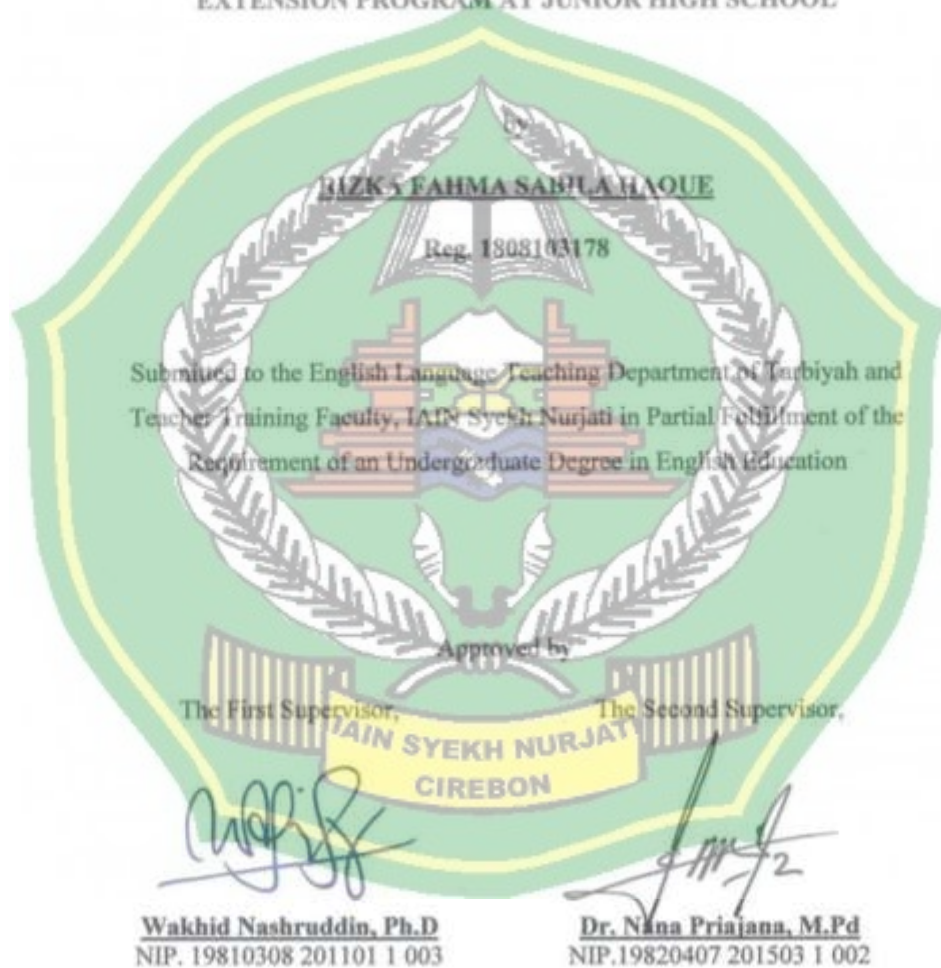 EXTENSION PROGRAM AT JUNIOR HIGH SCHOOL
by
RIZKA FAHMA SABILA HAQUE
Reg. 1808103178
Submitted to the English Language Teaching Department of Tarbiyah and
Teacher Training Faculty, IAIN Syekh Nurjati in Partial Fulfillment of the
Requirement of an Undergraduate Degree in English Education
Approved by
The First Supervisor,
The Second Supervisor,
IAIN SYEKH NURJATI
CIREBON
Wakhid Nashruddin, Ph.D
NIP. 19810308 201101 1 003
Dr. Nana Priajana, M.Pd
NIP.19820407 201503 1 002